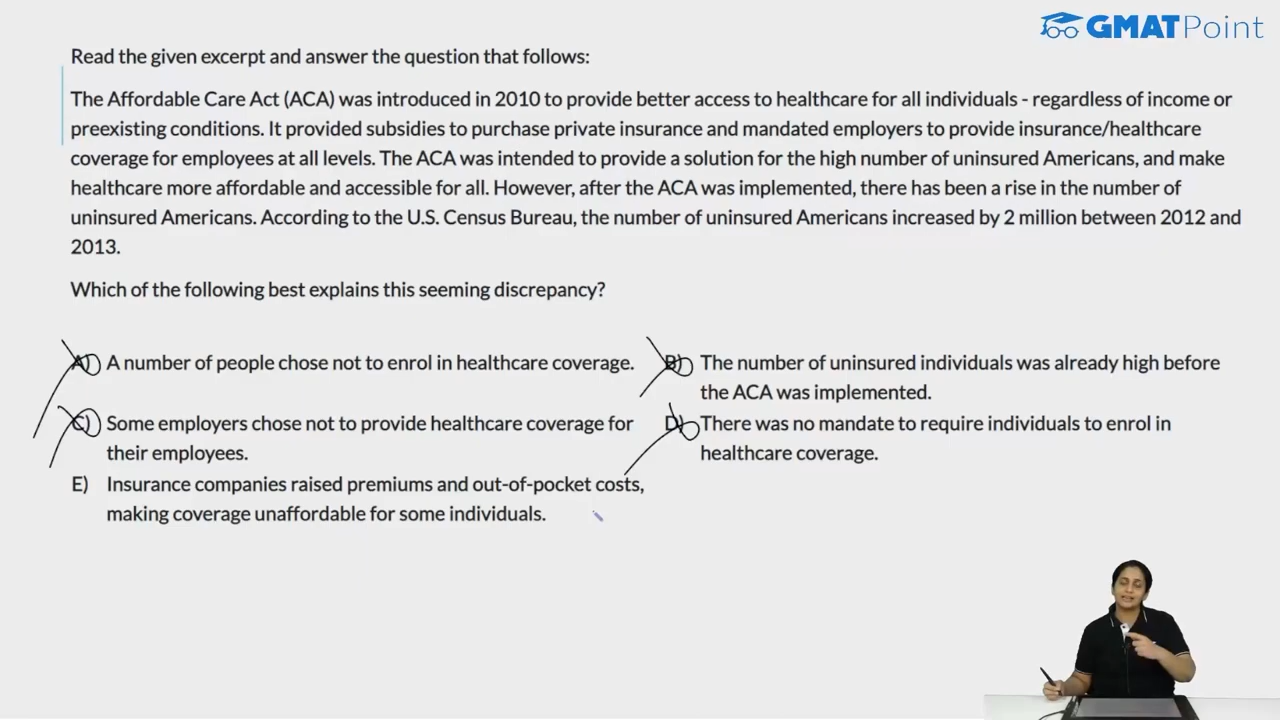 GMAT Point
Read the given excerpt and answer the question that follows:
The Affordable Care Act (ACA) was introduced in 2010 to provide better access to healthcare for all individuals - regardless of income or
preexisting conditions. It provided subsidies to purchase private insurance and mandated employers to provide insurance/healthcare
coverage for employees at all levels. The ACA was intended to provide a solution for the high number of uninsured Americans, and make
healthcare more affordable and accessible for all. However, after the ACA was implemented, there has been a rise in the number of
uninsured Americans. According to the U.S. Census Bureau, the number of uninsured Americans increased by 2 million between 2012 and
2013.
Which of the following best explains this seeming discrepancy?
A) A number of people chose not to enrol in healthcare coverage.
B) The number of uninsured individuals was already high before
the ACA was implemented.
C) Some employers chose not to provide healthcare coverage for
their employees.
D) There was no mandate to require individuals to enrol in
healthcare coverage.
E) Insurance companies raised premiums and out-of-pocket costs,
making coverage unaffordable for some individuals.